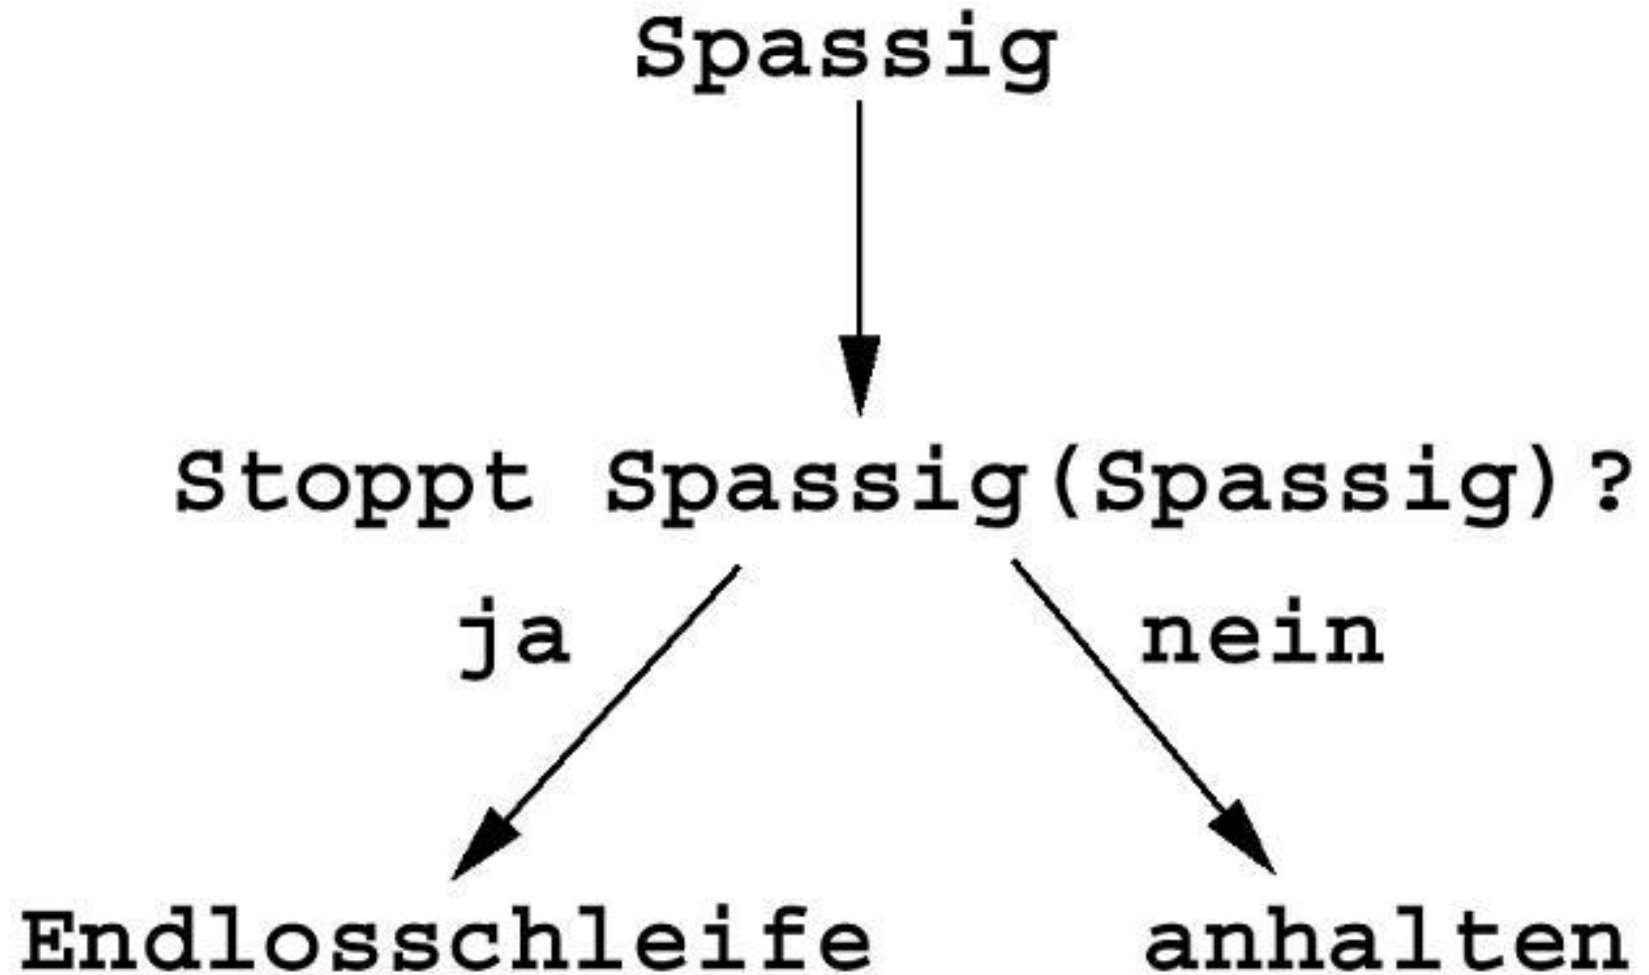 Spassig
Stoppt Spassig(Spassig)?
ja
nein
Endlosschleife
anhalten